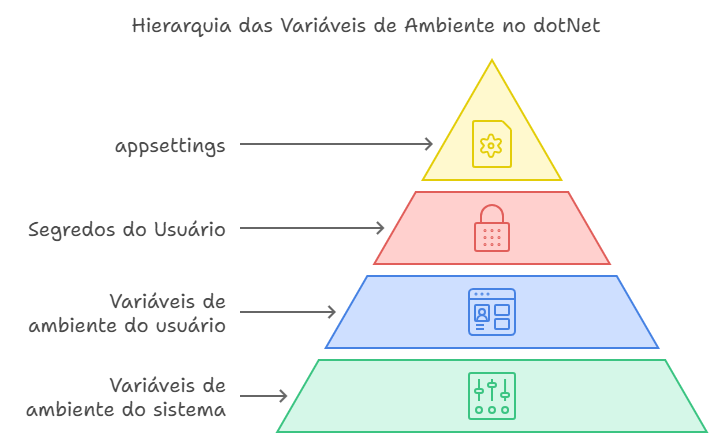 Hierarquia das Variáveis de Ambiente no dotNet
appsettings
Segredos do Usuário
Variáveis de
ambiente do usuário
Variáveis de
ambiente do sistema